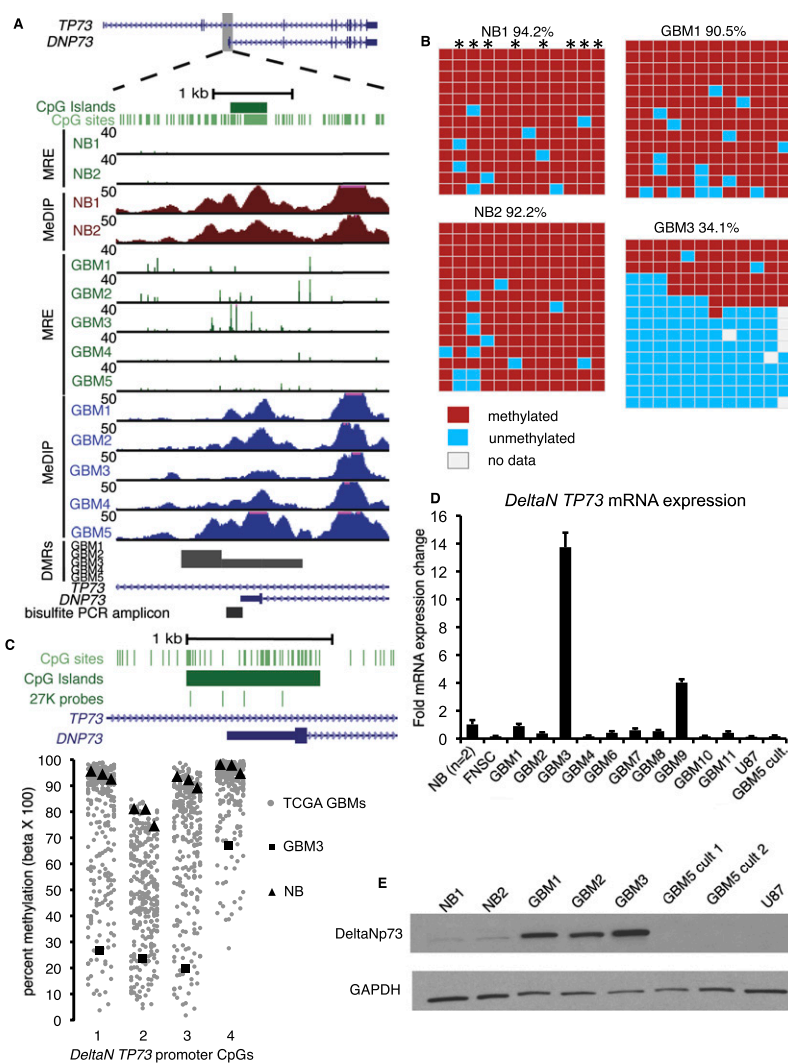 A
TP73
DNP73
1 kb
CpG Islands
CpG sites
MRE
40
NB1
40
NB2
MeDIP
50
NB1
50
NB2
MRE
40
GBM1
40
GBM2
40
GBM3
40
GBM4
40
GBM5
MeDIP
50
GBM1
50
GBM2
50
GBM3
50
GBM4
50
GBM5
DMRs
GBM1
GBM2
GBM3
GBM4
GBM5
TP73
DNP73
bisulfite PCR amplicon
B
NB1 94.2%
* * * * * * * *
GBM1 90.5%
NB2 92.2%
GBM3 34.1%
methylated
unmethylated
no data
C
1 kb
CpG sites
CpG Islands
27K probes
TP73
DNP73
percent methylation (beta X 100)
100
90
80
70
60
50
40
30
20
10
0
1 2 3 4
DeltaN TP73 promoter CpGs
TCGA GBMs
GBM3
NB
D
DeltaN TP73 mRNA expression
Fold mRNA expression change
16
14
12
10
8
6
4
2
0
NB (n=2)
FNSC
GBM1
GBM2
GBM3
GBM4
GBM6
GBM7
GBM8
GBM9
GBM10
GBM11
U87
GBM5 cult.
E
NB1
NB2
GBM1
GBM2
GBM3
GBM5 cult 1
GBM5 cult 2
U87
DeltaNp73
GAPDH